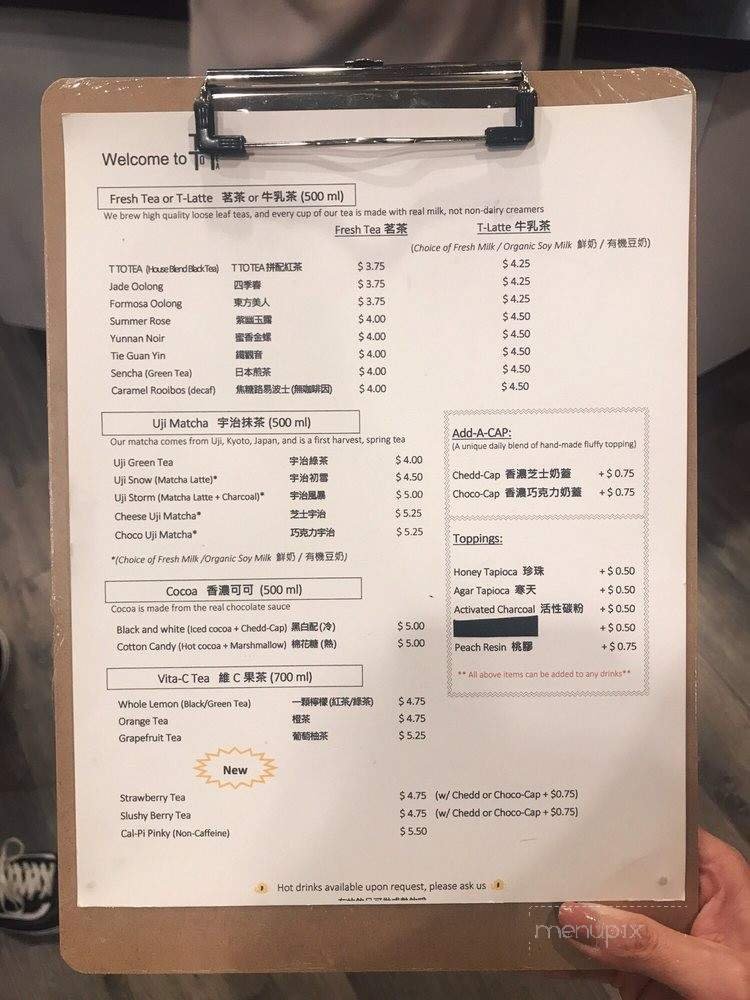 Welcome to T TO TA
Fresh Tea or T-Latte 茗茶 or 牛乳茶 (500 ml)
We brew high quality loose leaf teas, and every cup of our tea is made with real milk, not non-dairy creamers
Fresh Tea 茗茶 T-Latte 牛乳茶
(Choice of Fresh Milk / Organic Soy Milk 鮮奶 / 有機豆奶)
T TO TEA (House Blend Black Tea) T TO TEA 拼配紅茶 $ 3.75 $ 4.25
Jade Oolong 四季春 $ 3.75 $ 4.25
Formosa Oolong 東方美人 $ 3.75 $ 4.25
Summer Rose 紫幽玉露 $ 4.00 $ 4.50
Yunnan Noir 蜜香金螺 $ 4.00 $ 4.50
Tie Guan Yin 鐵觀音 $ 4.00 $ 4.50
Sencha (Green Tea) 日本煎茶 $ 4.00 $ 4.50
Caramel Rooibos (decaf) 焦糖路易波士 (無咖啡因) $ 4.00 $ 4.50
Uji Matcha 宇治抹茶 (500 ml)
Our matcha comes from Uji, Kyoto, Japan, and is a first harvest, spring tea
Uji Green Tea 宇治綠茶 $ 4.00
Uji Snow (Matcha Latte)* 宇治初雪 $ 4.50
Uji Storm (Matcha Latte + Charcoal)* 宇治風暴 $ 5.00
Cheese Uji Matcha* 芝士宇治 $ 5.25
Choco Uji Matcha* 巧克力宇治 $ 5.25
*(Choice of Fresh Milk /Organic Soy Milk 鮮奶 / 有機豆奶)
Cocoa 香濃可可 (500 ml)
Cocoa is made from the real chocolate sauce
Black and white (Iced cocoa + Chedd-Cap) 黑白配 (冷) $ 5.00
Cotton Candy (Hot cocoa + Marshmallow) 棉花糖 (熱) $ 5.00
Vita-C Tea 維 C 果茶 (700 ml)
Whole Lemon (Black/Green Tea) 一顆檸檬 (紅茶/綠茶) $ 4.75
Orange Tea 橙茶 $ 4.75
Grapefruit Tea 葡萄柚茶 $ 5.25
New
Strawberry Tea $ 4.75 (w/ Chedd or Choco-Cap + $0.75)
Slushy Berry Tea $ 4.75 (w/ Chedd or Choco-Cap + $0.75)
Cal-Pi Pinky (Non-Caffeine) $ 5.50
Add-A-CAP:
(A unique daily blend of hand-made fluffy topping)
Chedd-Cap 香濃芝士奶蓋 + $ 0.75
Choco-Cap 香濃巧克力奶蓋 + $ 0.75
Toppings:
Honey Tapioca 珍珠 + $ 0.50
Agar Tapioca 寒天 + $ 0.50
Activated Charcoal 活性碳粉 + $ 0.50
+ $ 0.50
Peach Resin 桃膠 + $ 0.75
** All above items can be added to any drinks**
Hot drinks available upon request, please ask us
menupix